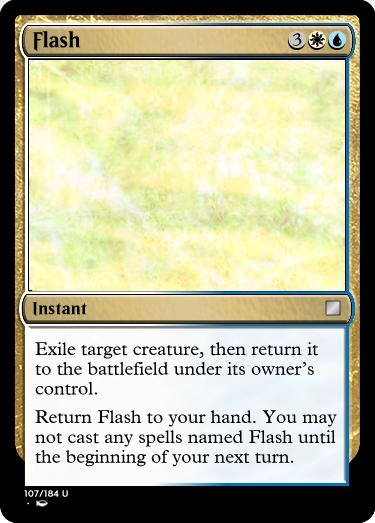 Flash 3
Instant
Exile target creature, then return it
to the battlefield under its owner's
control.
Return Flash to your hand. You may
not cast any spells named Flash until
the beginning of your next turn.
107/184 U